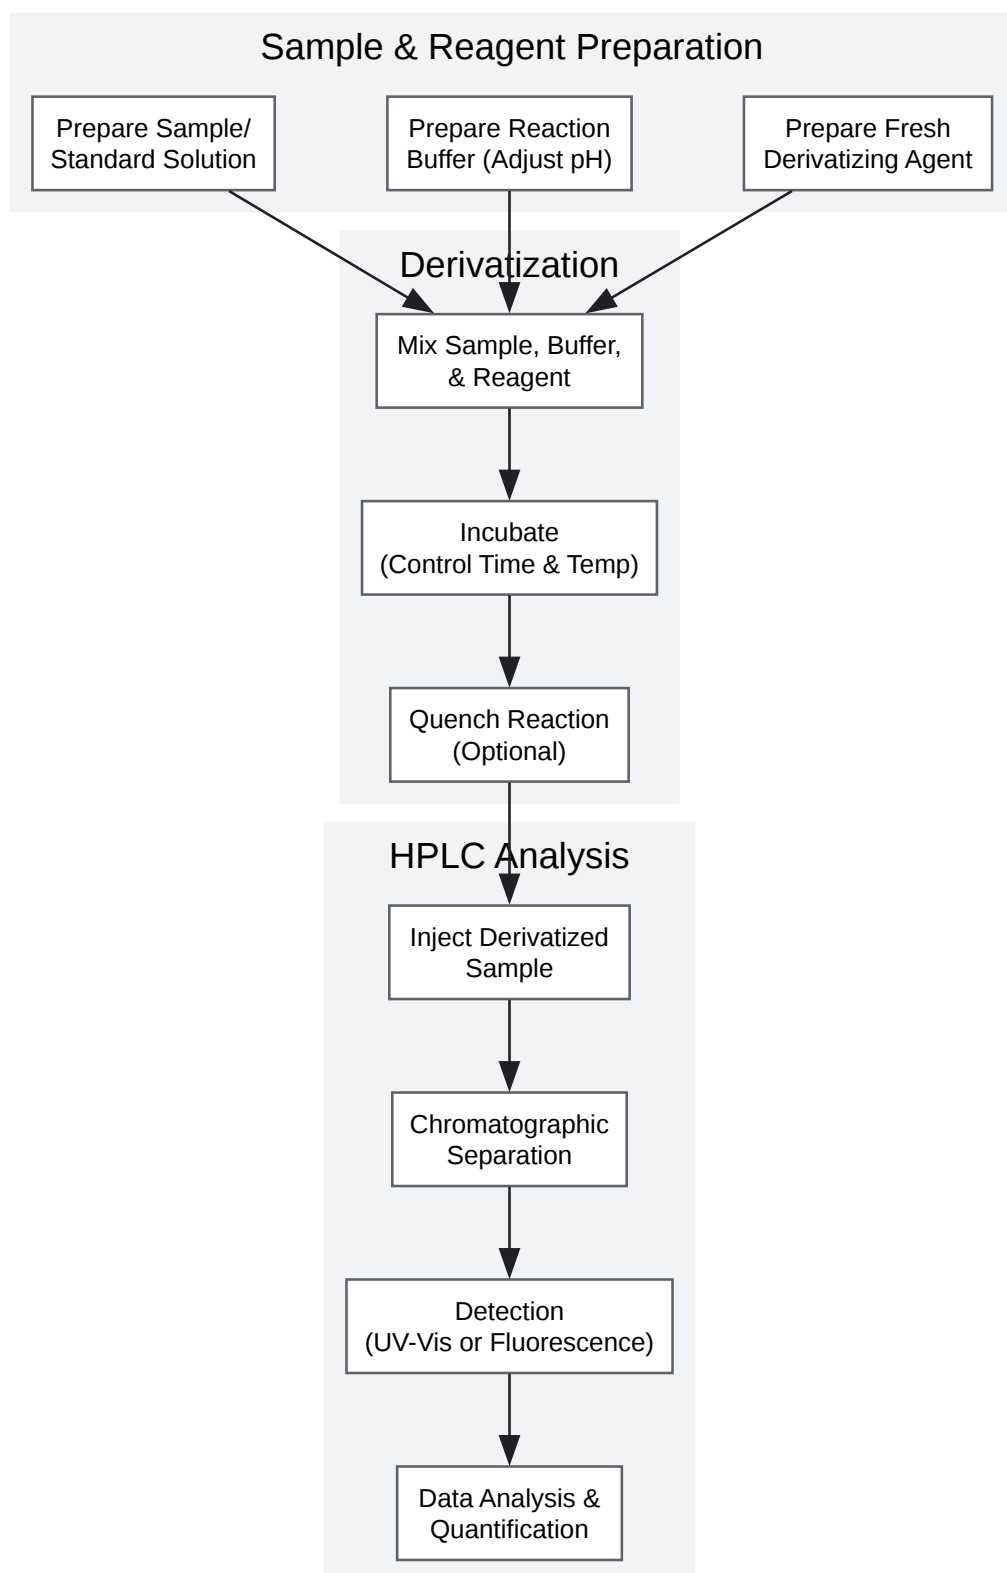 Sample & Reagent Preparation
Prepare Sample/
Standard Solution
Prepare Reaction
Buffer (Adjust pH)
Prepare Fresh
Derivatizing Agent
Derivatization
Mix Sample, Buffer,
& Reagent
Incubate
(Control Time & Temp)
Quench Reaction
(Optional)
HPLC Analysis
Inject Derivatized
Sample
Chromatographic
Separation
Detection
(UV-Vis or Fluorescence)
Data Analysis &
Quantification